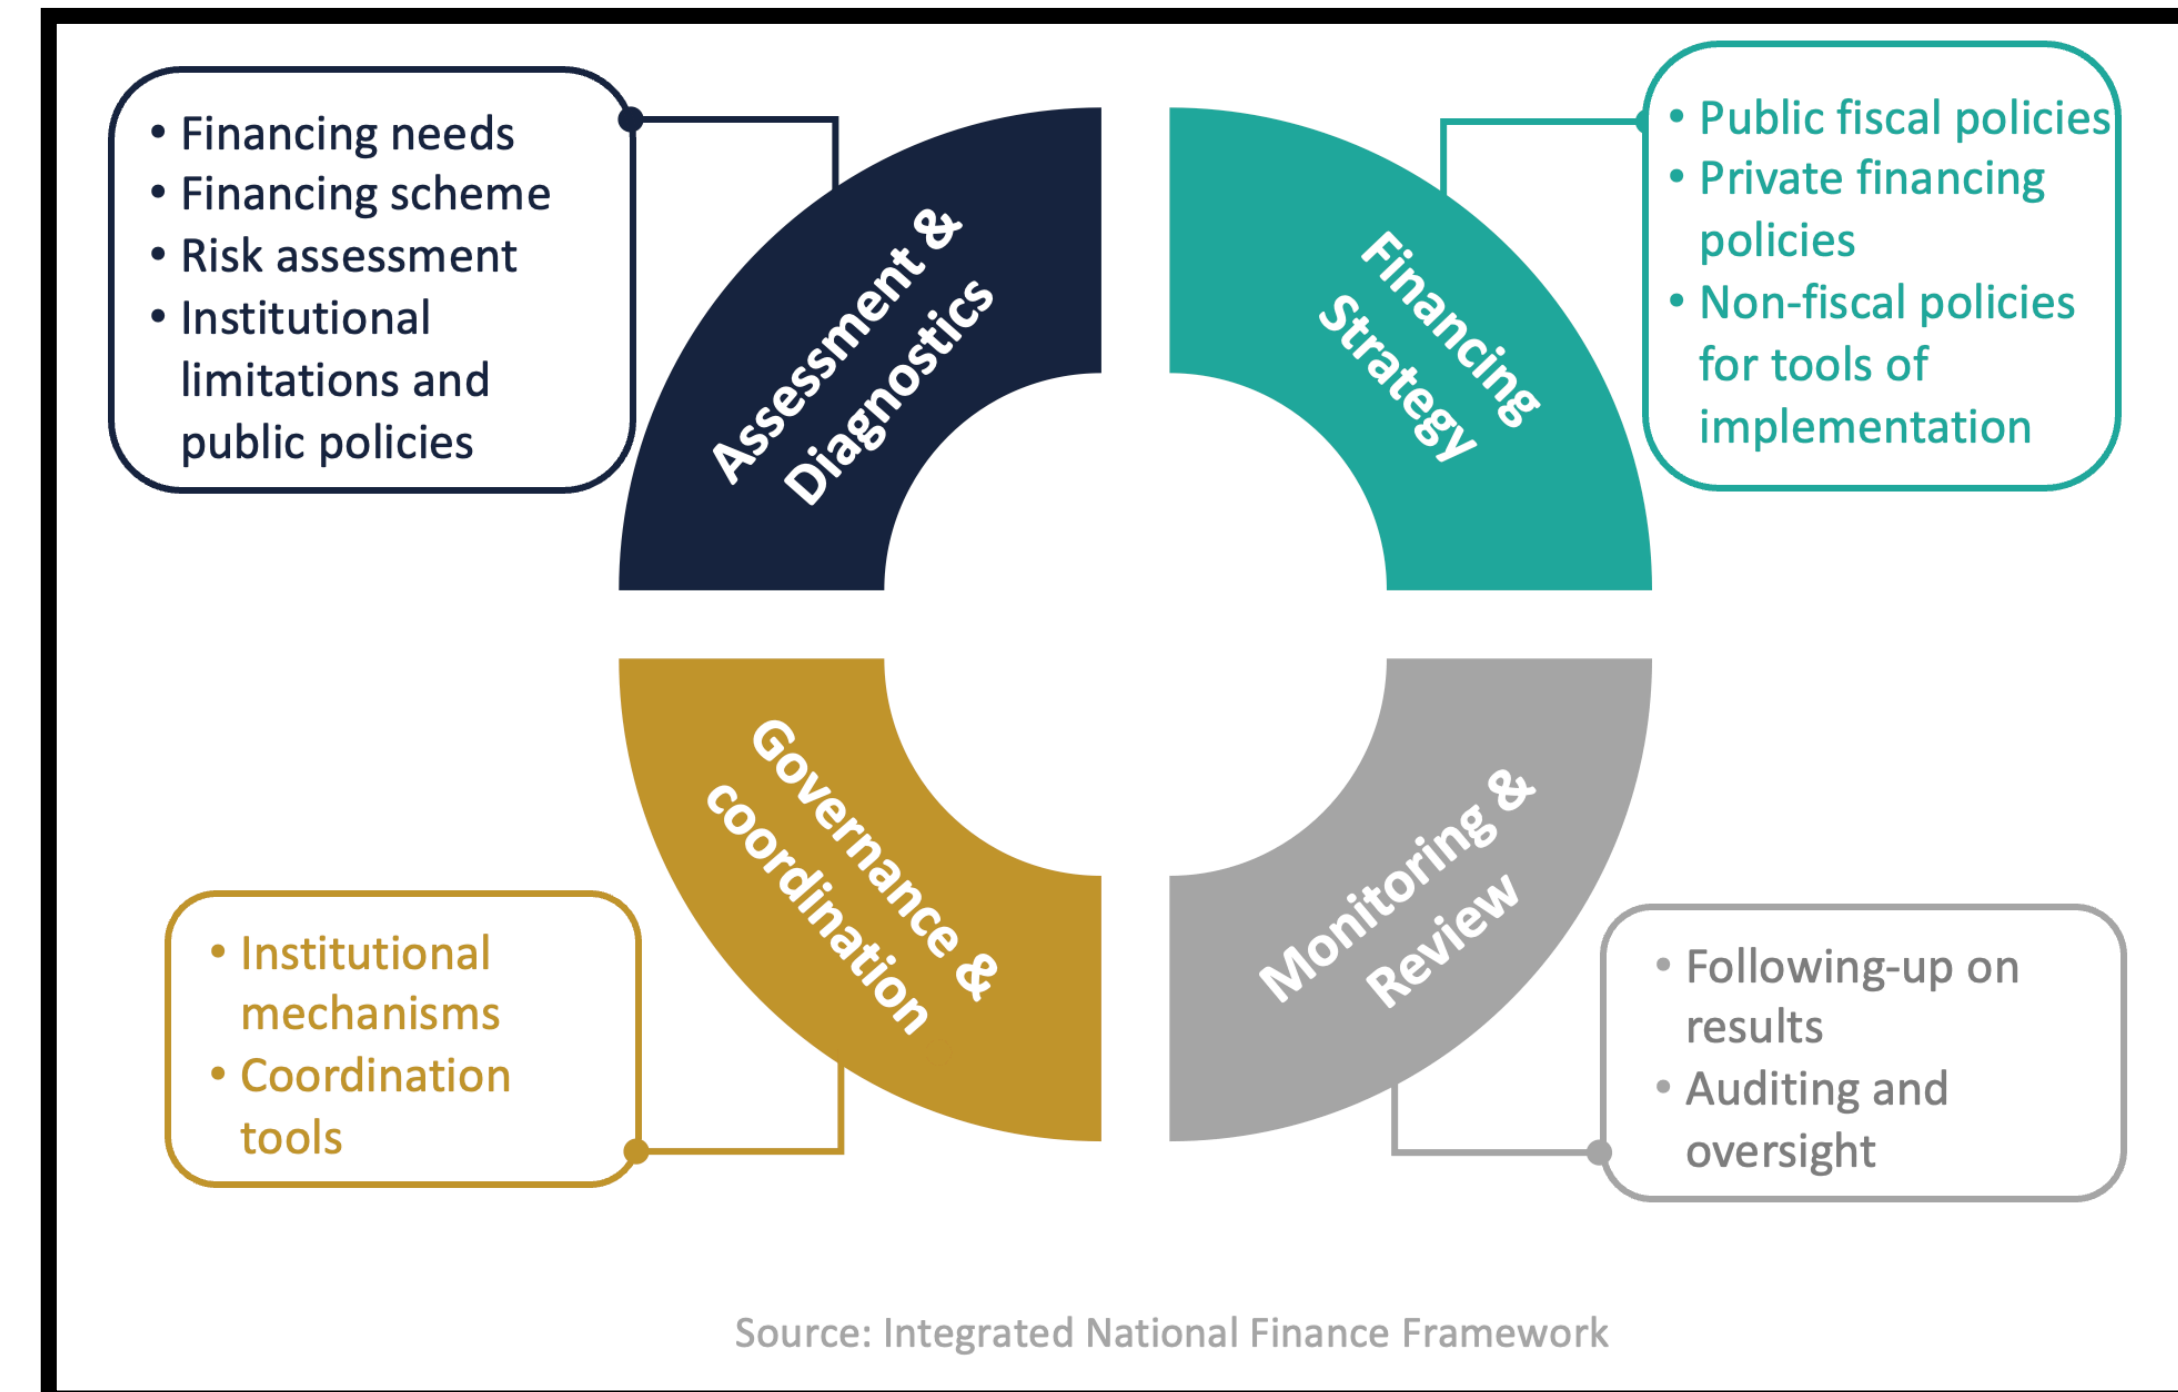 • Financing needs
• Financing scheme
• Risk assessment
• Institutional
limitations and
public policies
Assessment &
Diagnostics
Financing
Strategy
• Public fiscal policies
• Private financing
policies
• Non-fiscal policies
for tools of
implementation
Governance &
coordination
• Institutional
mechanisms
• Coordination
tools
Monitoring &
Review
• Following-up on
results
• Auditing and
oversight
Source: Integrated National Finance Framework